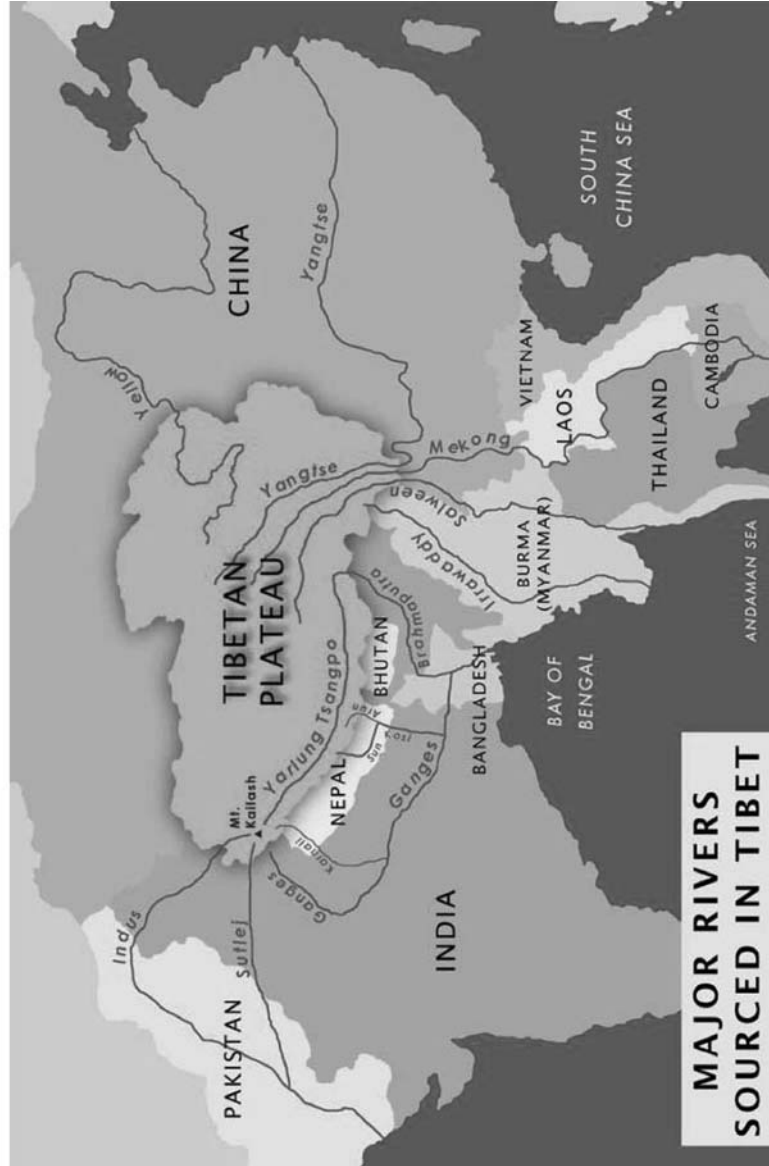 CHINA
Yellow
Yangtse
Yangtse
TIBETAN
PLATEAU
Mekong
Salween
Irrawaddy
Brahmaputra
Yarlung Tsangpo
Mt.
Kailash
Indus
Sutlej
Ganges
Karnali
Ganges
Sun Kosi
Arun
NEPAL
BHUTAN
BANGLADESH
PAKISTAN
INDIA
BURMA
(MYANMAR)
VIETNAM
LAOS
THAILAND
CAMBODIA
SOUTH
CHINA SEA
BAY OF
BENGAL
ANDAMAN SEA
MAJOR RIVERS
SOURCED IN TIBET